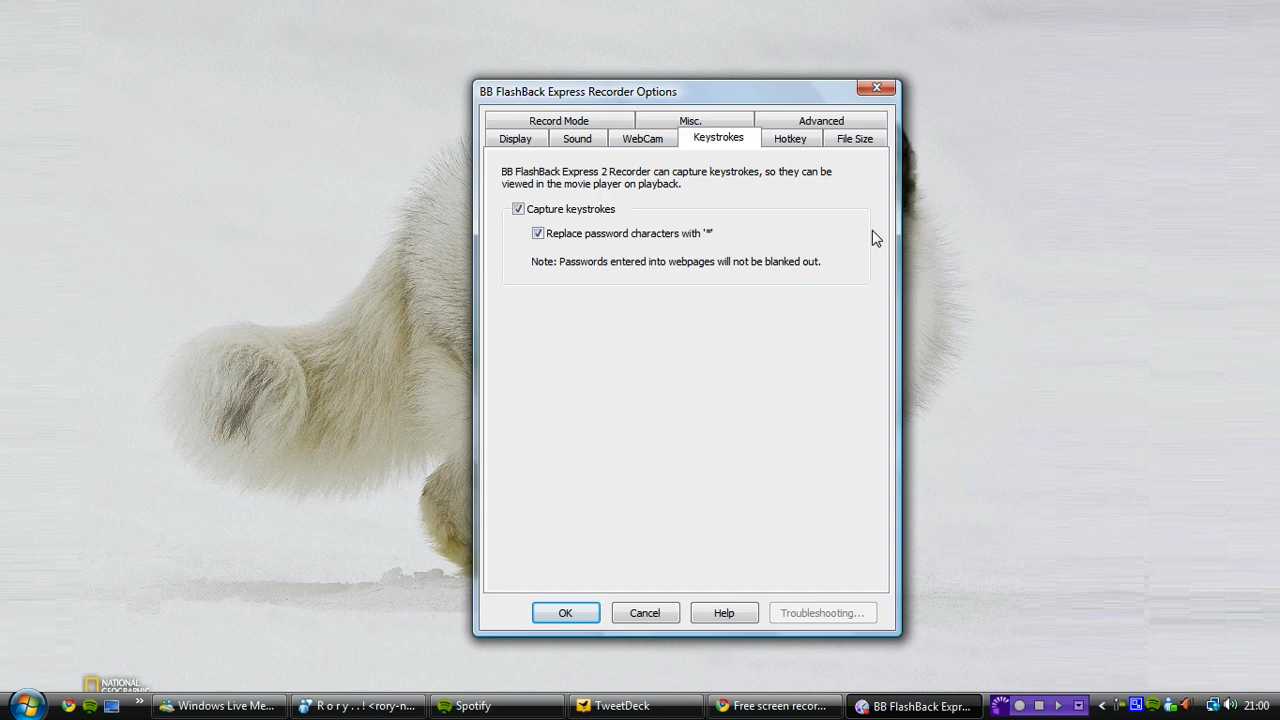 BB FlashBack Express Recorder Options
Record Mode Misc. Advanced
Display Sound WebCam Keystrokes Hotkey File Size
BB FlashBack Express 2 Recorder can capture keystrokes, so they can be
viewed in the movie player on playback.
Capture keystrokes
Replace password characters with '*'
Note: Passwords entered into webpages will not be blanked out.
OK Cancel Help Troubleshooting...
NATIONAL
GEOGRAPHIC
Windows Live Me... R o r y . . ! <rory-n... Spotify TweetDeck Free screen recor... BB FlashBack Expr... 21:00